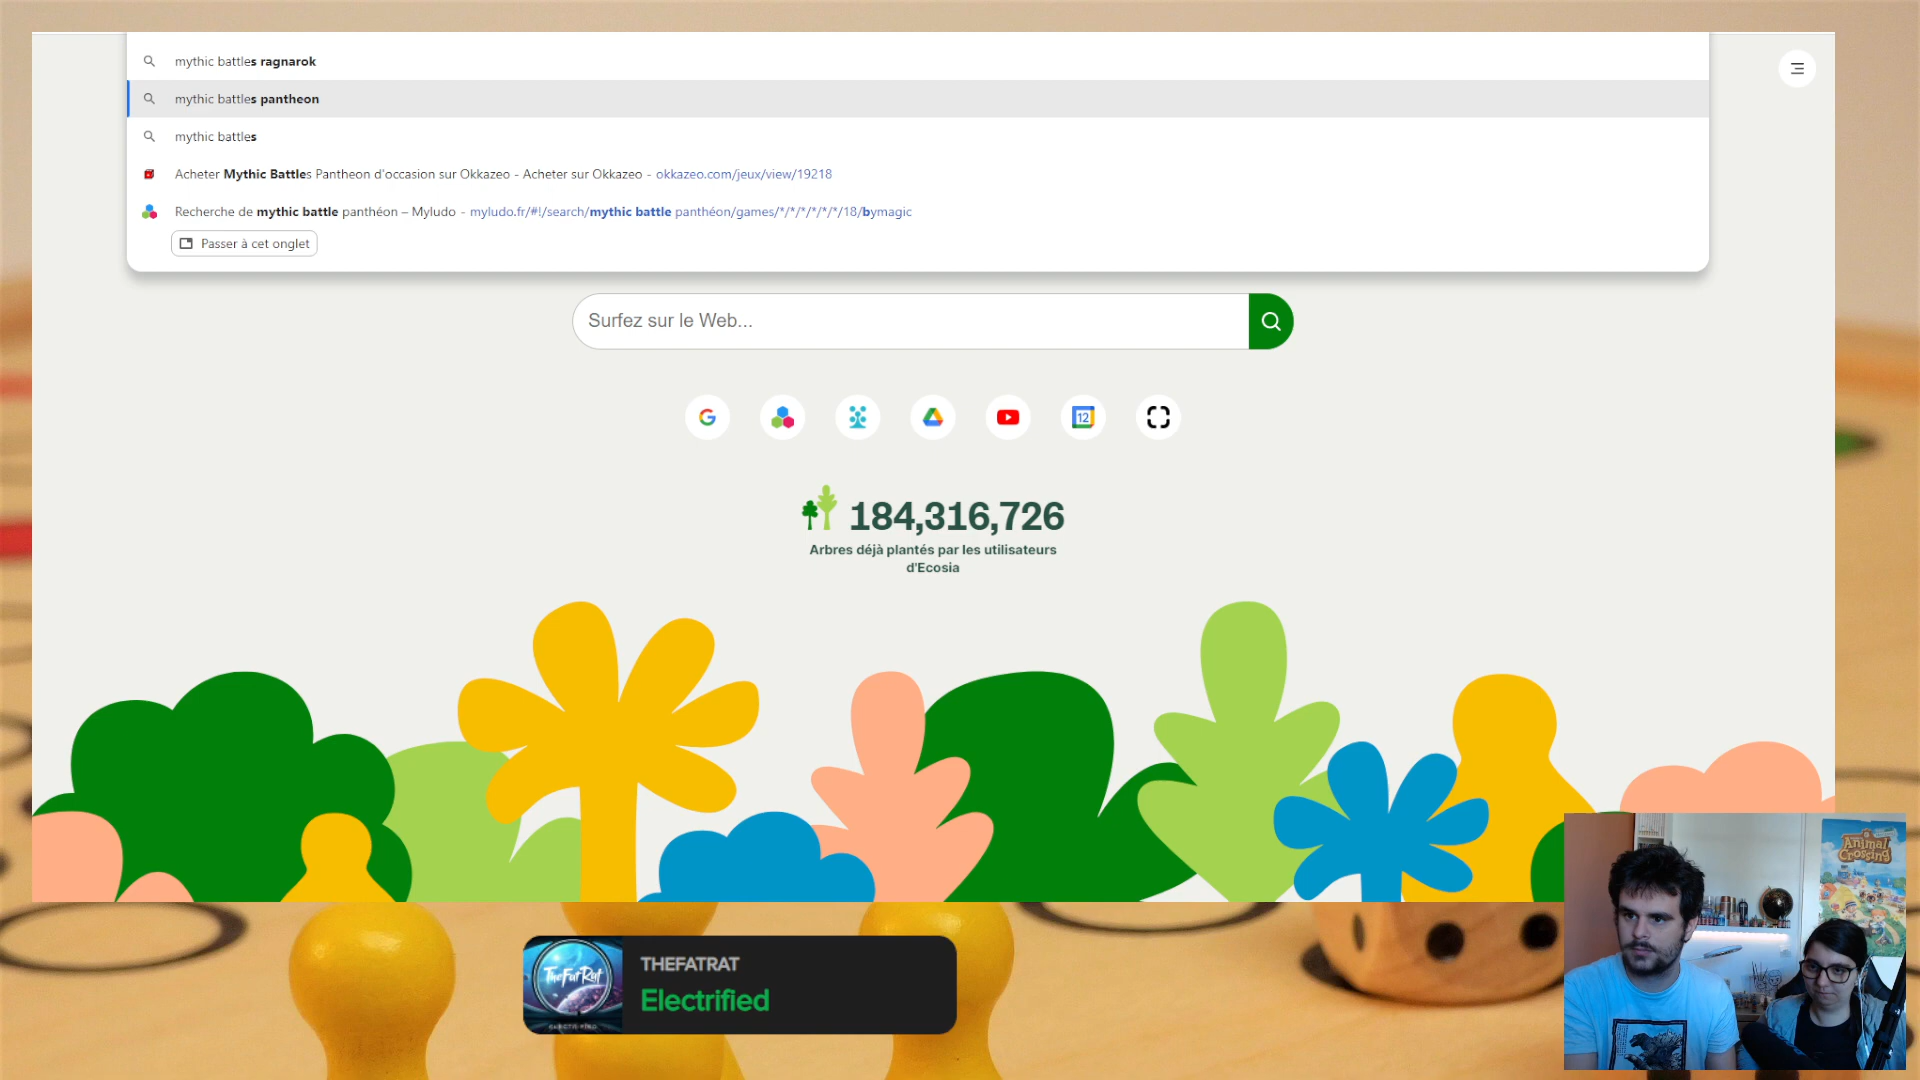 mythic battles ragnarok
mythic battles pantheon
mythic battles
Acheter Mythic Battles Pantheon d'occasion sur Okkazeo - Acheter sur Okkazeo - okkazeo.com/jeux/view/19218
Recherche de mythic battle panthéon – Myludo - myludo.fr/#!/search/mythic battle panthéon/games/*/*/*/*/*/*/18/bymagic
Passer à cet onglet
Surfez sur le Web...
12
184,316,726
Arbres déjà plantés par les utilisateurs
d'Ecosia
Animal
Crossing
TheFatRat
THEFATRAT
Electrified